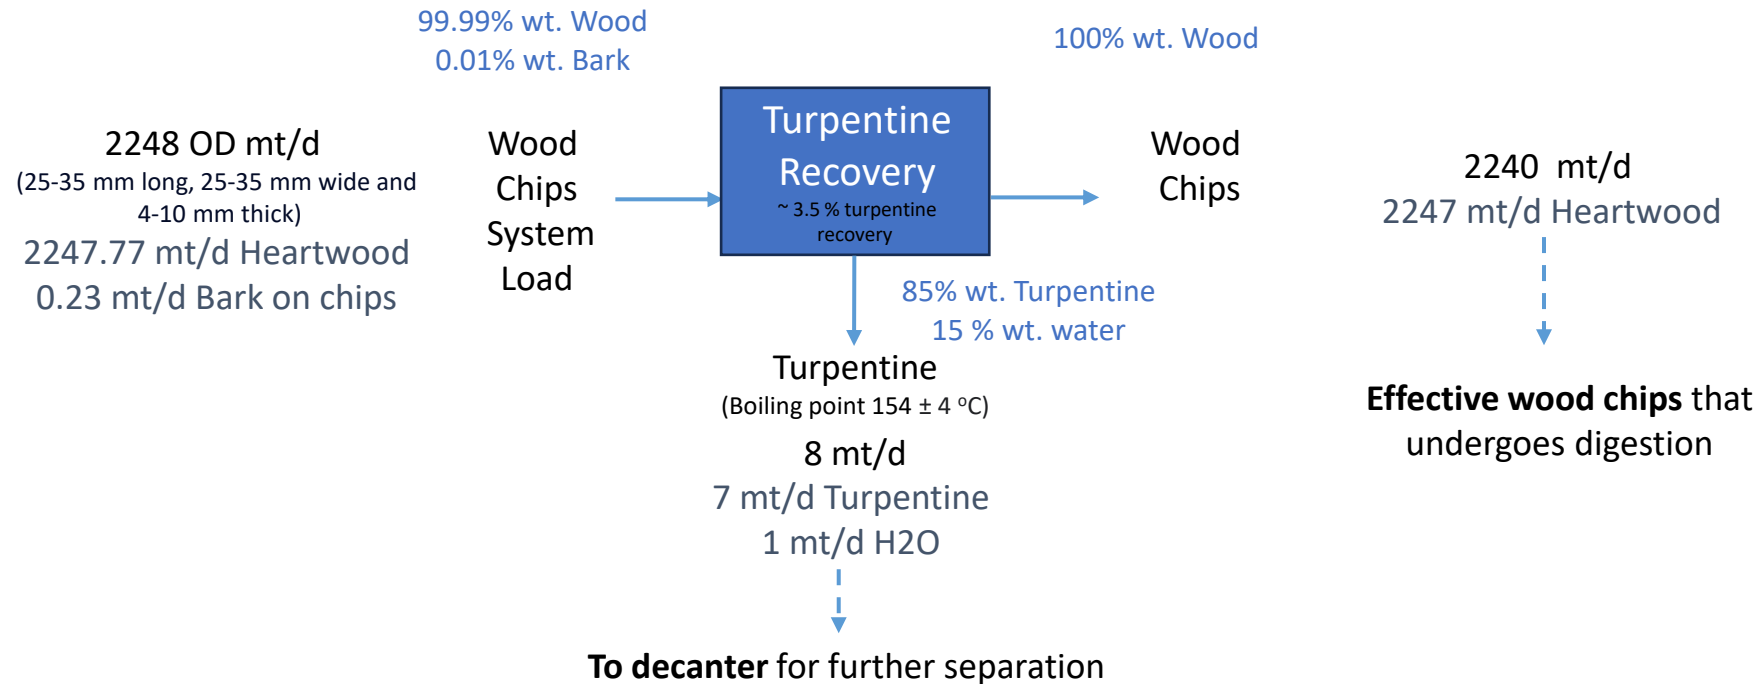 99.99% wt. Wood
0.01% wt. Bark
100% wt. Wood
2248 OD mt/d
(25-35 mm long, 25-35 mm wide and
4-10 mm thick)
2247.77 mt/d Heartwood
0.23 mt/d Bark on chips
Wood
Chips
System
Load
Turpentine
Recovery
~ 3.5 % turpentine
recovery
Wood
Chips
2240 mt/d
2247 mt/d Heartwood
85% wt. Turpentine
15 % wt. water
Turpentine
(Boiling point 154 ± 4 °C)
8 mt/d
7 mt/d Turpentine
1 mt/d H2O
Effective wood chips that
undergoes digestion
To decanter for further separation